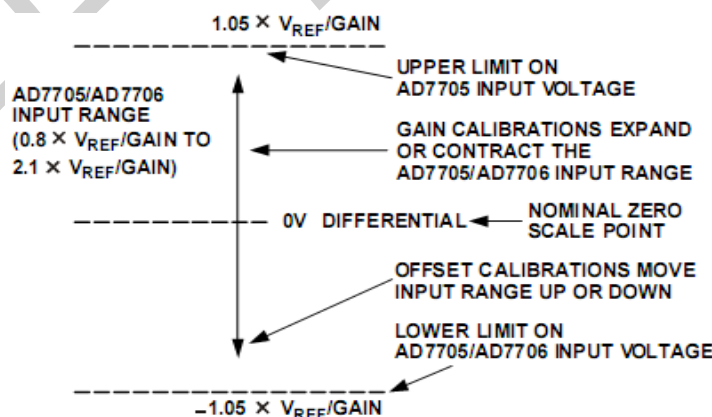 1.05 × VREF/GAIN
UPPER LIMIT ON
AD7705 INPUT VOLTAGE
AD7705/AD7706
INPUT RANGE
(0.8 × VREF/GAIN TO
2.1 × VREF/GAIN)
GAIN CALIBRATIONS EXPAND
OR CONTRACT THE
AD7705/AD7706 INPUT RANGE
0V DIFFERENTIAL
NOMINAL ZERO
SCALE POINT
OFFSET CALIBRATIONS MOVE
INPUT RANGE UP OR DOWN
LOWER LIMIT ON
AD7705/AD7706 INPUT VOLTAGE
–1.05 × VREF/GAIN